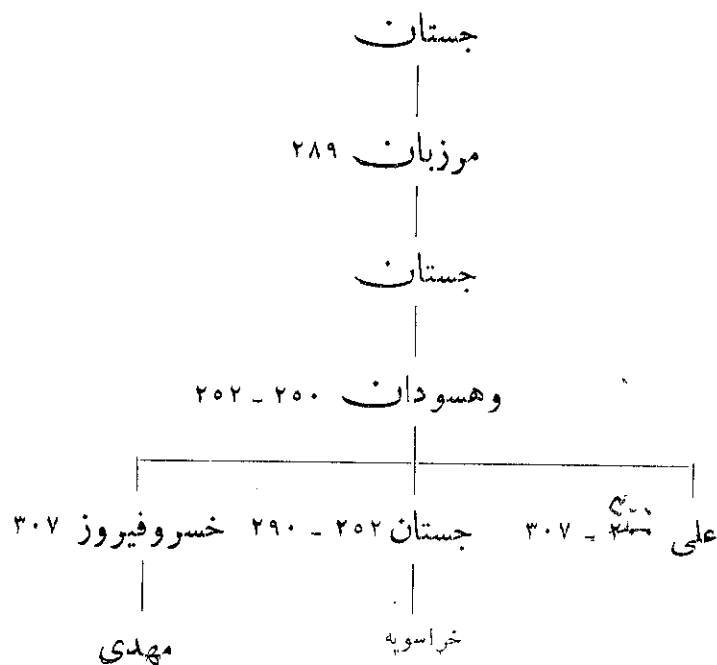 جستان
مرزبان ۲۸۹
جستان
وهسودان ۲۵۰ - ۲۵۲
علی - ۳۰۷ جستان ۲۵۲ - ۲۹۰ خسروفیروز ۳۰۷
خراسویه مهدی